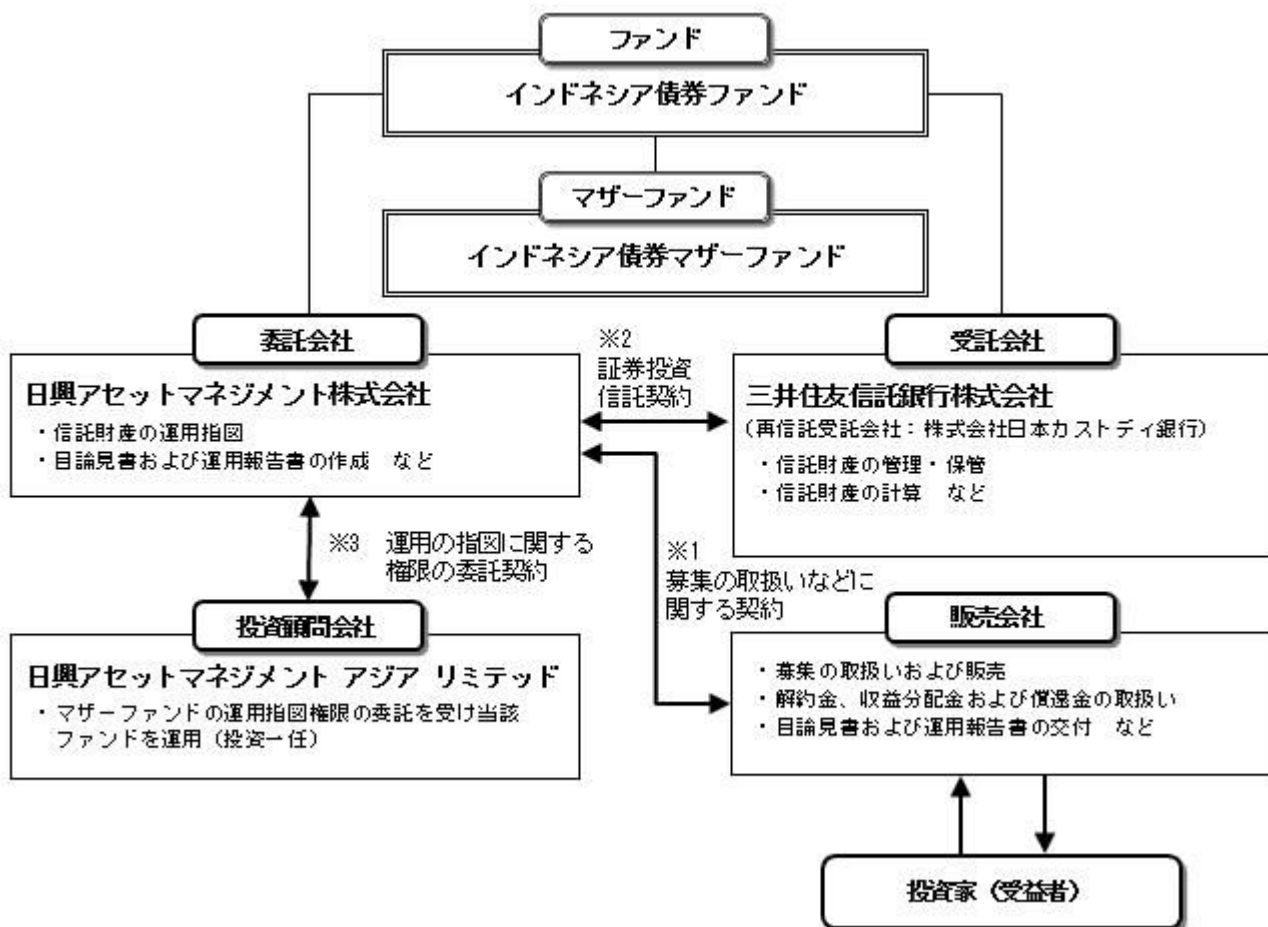 ファンド
インドネシア債券ファンド
マザーファンド
インドネシア債券マザーファンド
委託会社
日興アセットマネジメント株式会社
・信託財産の運用指図
・目論見書および運用報告書の作成 など
※2
証券投資
信託契約
受託会社
三井住友信託銀行株式会社
(再信託受託会社：株式会社日本カストディ銀行)
・信託財産の管理・保管
・信託財産の計算 など
※3 運用の指図に関する
権限の委託契約
※1
募集の取扱いなどに
関する契約
投資顧問会社
日興アセットマネジメント アジア リミテッド
・マザーファンドの運用指図権限の委託を受け当該
ファンドを運用（投資一任）
販売会社
・募集の取扱いおよび販売
・解約金、収益分配金および償還金の取扱い
・目論見書および運用報告書の交付 など
投資家（受益者）